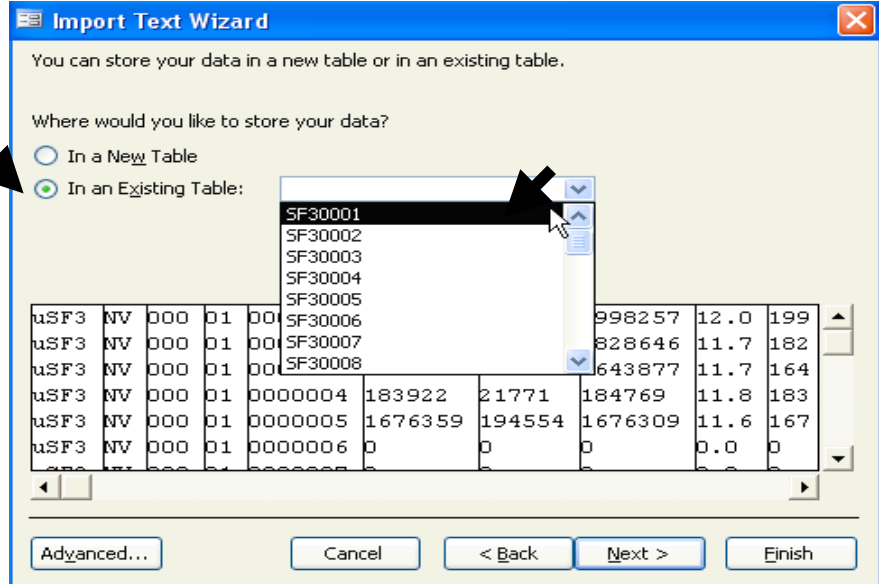 Import Text Wizard
You can store your data in a new table or in an existing table.
Where would you like to store your data?
In a New Table
In an Existing Table:
SF30001
SF30002
SF30003
SF30004
SF30005
SF30006
SF30007
SF30008
uSF3 NV 000 01 998257 12.0 199
uSF3 NV 000 01 828646 11.7 182
uSF3 NV 000 01 643877 11.7 164
uSF3 NV 000 01 0000004 183922 21771 184769 11.8 183
uSF3 NV 000 01 0000005 1676359 194554 1676309 11.6 167
uSF3 NV 000 01 0000006 0 0 0 0.0 0
Advanced... Cancel < Back Next > Finish